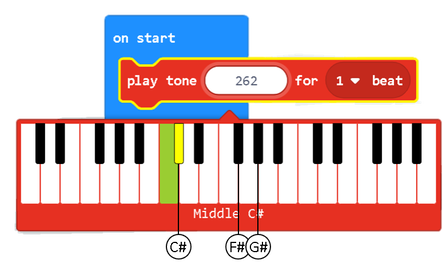 on start
play tone 262 for 1 beat
Middle C#
C# F# G#